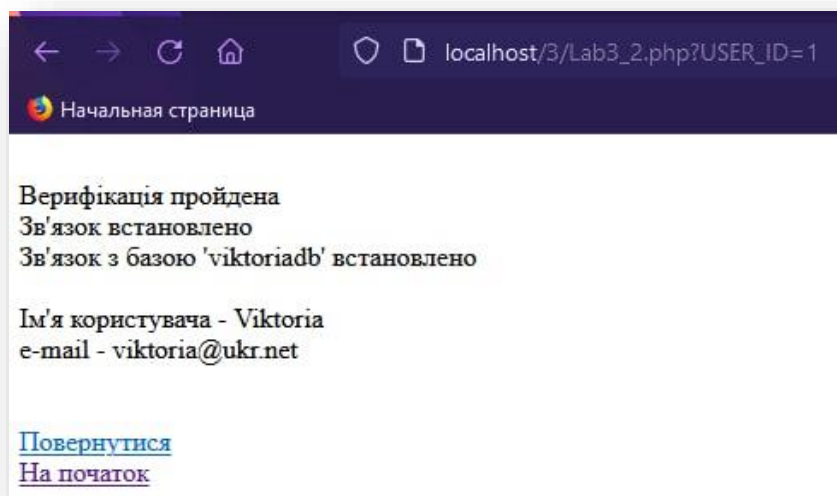 localhost/3/Lab3_2.php?USER_ID=1
Начальная страница
Верифікація пройдена
Зв'язок встановлено
Зв'язок з базою 'viktoriadb' встановлено
Ім'я користувача - Viktoria
e-mail - viktoria@ukr.net
Повернутися
На початок